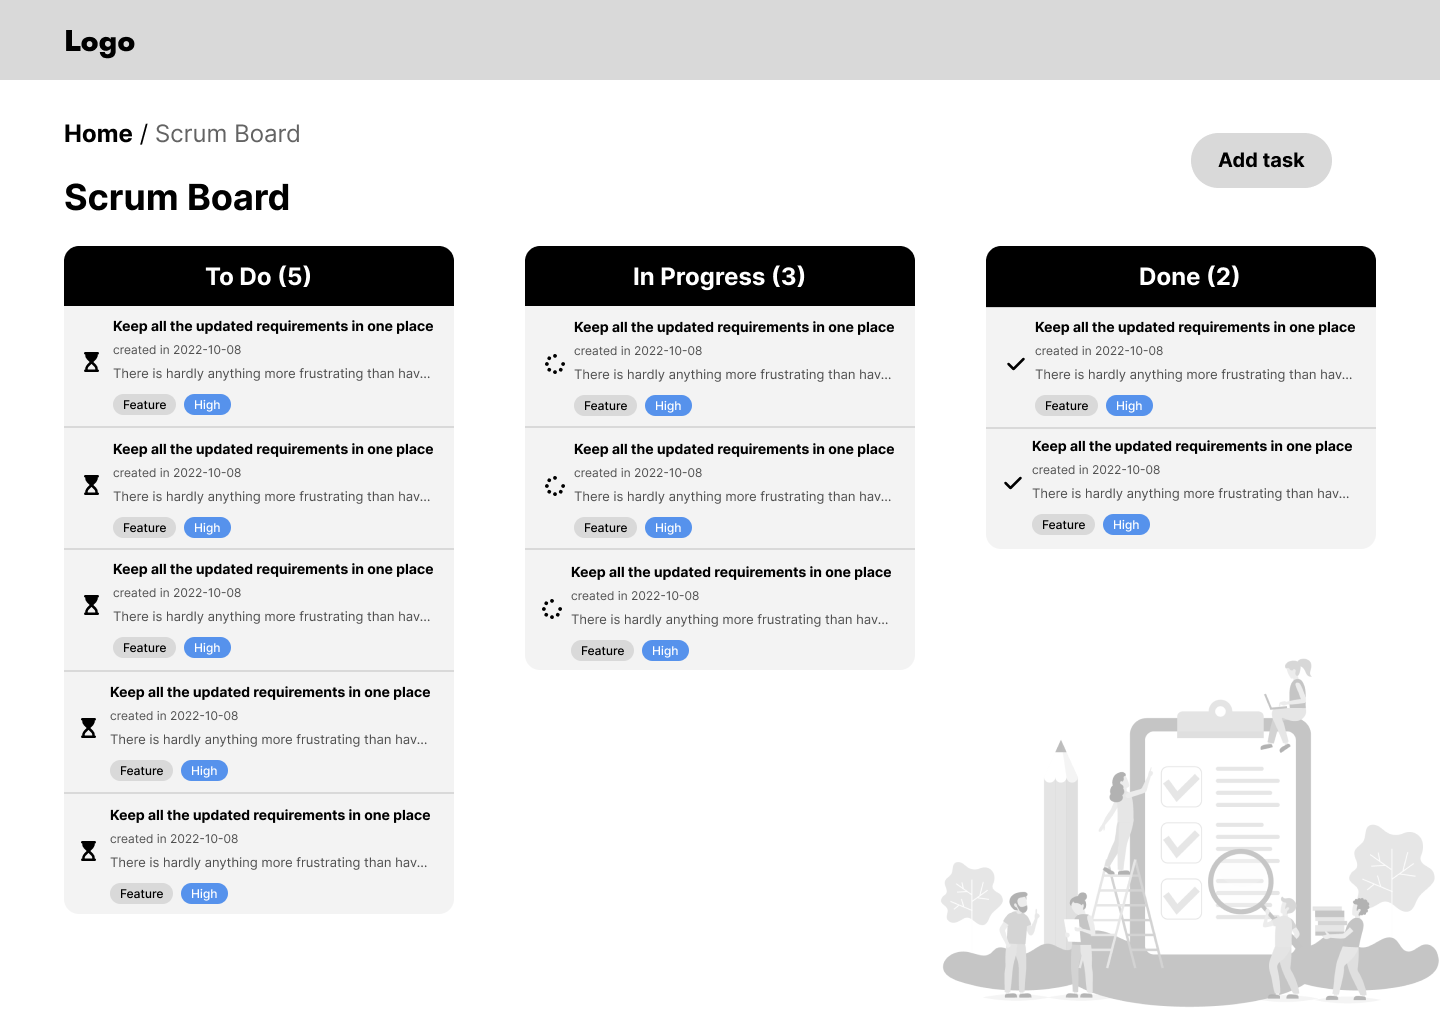 Logo
Home / Scrum Board
Add task
Scrum Board
To Do (5)
Keep all the updated requirements in one place
created in 2022-10-08
There is hardly anything more frustrating than hav...
Feature High
Keep all the updated requirements in one place
created in 2022-10-08
There is hardly anything more frustrating than hav...
Feature High
Keep all the updated requirements in one place
created in 2022-10-08
There is hardly anything more frustrating than hav...
Feature High
Keep all the updated requirements in one place
created in 2022-10-08
There is hardly anything more frustrating than hav...
Feature High
Keep all the updated requirements in one place
created in 2022-10-08
There is hardly anything more frustrating than hav...
Feature High
In Progress (3)
Keep all the updated requirements in one place
created in 2022-10-08
There is hardly anything more frustrating than hav...
Feature High
Keep all the updated requirements in one place
created in 2022-10-08
There is hardly anything more frustrating than hav...
Feature High
Keep all the updated requirements in one place
created in 2022-10-08
There is hardly anything more frustrating than hav...
Feature High
Done (2)
Keep all the updated requirements in one place
created in 2022-10-08
There is hardly anything more frustrating than hav...
Feature High
Keep all the updated requirements in one place
created in 2022-10-08
There is hardly anything more frustrating than hav...
Feature High